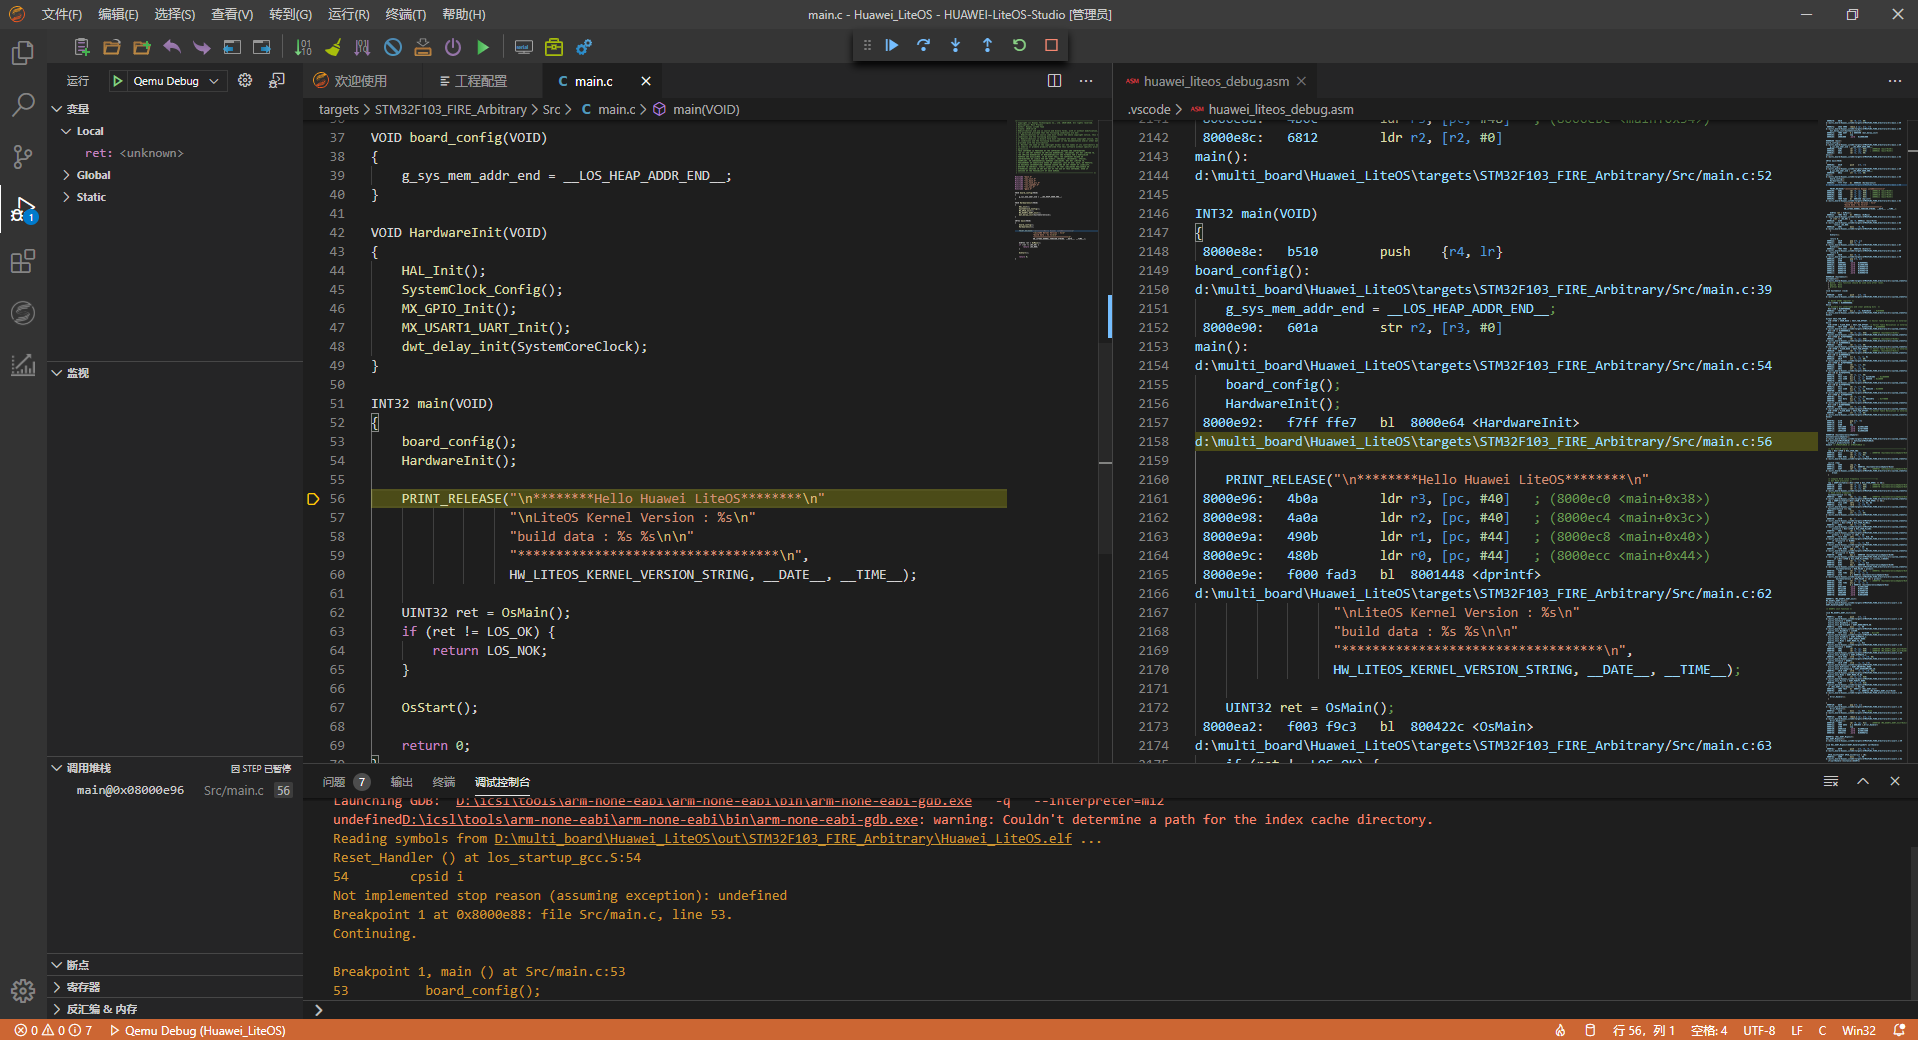 文件(F) 编辑(E) 选择(S) 查看(V) 转到(G) 运行(R) 终端(T) 帮助(H)
main.c - Huawei_LiteOS - HUAWEI-LiteOS-Studio [管理员]
运行 Qemu Debug
变量
Local
ret: <unknown>
Global
Static
监视
调用堆栈 因 STEP 已暂停
main@0x08000e96 Src/main.c 56
断点
寄存器
反汇编 & 内存
欢迎使用 工程配置 C main.c
targets > STM32F103_FIRE_Arbitrary > Src > C main.c > main(VOID)
37 VOID board_config(VOID)
38 {
39 g_sys_mem_addr_end = __LOS_HEAP_ADDR_END__;
40 }
41
42 VOID HardwareInit(VOID)
43 {
44 HAL_Init();
45 SystemClock_Config();
46 MX_GPIO_Init();
47 MX_USART1_UART_Init();
48 dwt_delay_init(SystemCoreClock);
49 }
50
51 INT32 main(VOID)
52 {
53 board_config();
54 HardwareInit();
55
56 PRINT_RELEASE("\n********Hello Huawei LiteOS********\n"
57 "\nLiteOS Kernel Version : %s\n"
58 "build data : %s %s\n\n"
59 "**********************************\n",
60 HW_LITEOS_KERNEL_VERSION_STRING, __DATE__, __TIME__);
61
62 UINT32 ret = OsMain();
63 if (ret != LOS_OK) {
64 return LOS_NOK;
65 }
66
67 OsStart();
68
69 return 0;
ASM huawei_liteos_debug.asm
.vscode > ASM huawei_liteos_debug.asm
2142 8000e8c: 6812 ldr r2, [r2, #0]
2143 main():
2144 d:\multi_board\Huawei_LiteOS\targets\STM32F103_FIRE_Arbitrary/Src/main.c:52
2145
2146 INT32 main(VOID)
2147 {
2148 8000e8e: b510 push {r4, lr}
2149 board_config():
2150 d:\multi_board\Huawei_LiteOS\targets\STM32F103_FIRE_Arbitrary/Src/main.c:39
2151 g_sys_mem_addr_end = __LOS_HEAP_ADDR_END__;
2152 8000e90: 601a str r2, [r3, #0]
2153 main():
2154 d:\multi_board\Huawei_LiteOS\targets\STM32F103_FIRE_Arbitrary/Src/main.c:54
2155 board_config();
2156 HardwareInit();
2157 8000e92: f7ff ffe7 bl 8000e64 <HardwareInit>
2158 d:\multi_board\Huawei_LiteOS\targets\STM32F103_FIRE_Arbitrary/Src/main.c:56
2159
2160 PRINT_RELEASE("\n********Hello Huawei LiteOS********\n"
2161 8000e96: 4b0a ldr r3, [pc, #40] ; (8000ec0 <main+0x38>)
2162 8000e98: 4a0a ldr r2, [pc, #40] ; (8000ec4 <main+0x3c>)
2163 8000e9a: 490b ldr r1, [pc, #44] ; (8000ec8 <main+0x40>)
2164 8000e9c: 480b ldr r0, [pc, #44] ; (8000ecc <main+0x44>)
2165 8000e9e: f000 fad3 bl 8001448 <dprintf>
2166 d:\multi_board\Huawei_LiteOS\targets\STM32F103_FIRE_Arbitrary/Src/main.c:62
2167 "\nLiteOS Kernel Version : %s\n"
2168 "build data : %s %s\n\n"
2169 "**********************************\n",
2170 HW_LITEOS_KERNEL_VERSION_STRING, __DATE__, __TIME__);
2171
2172 UINT32 ret = OsMain();
2173 8000ea2: f003 f9c3 bl 800422c <OsMain>
2174 d:\multi_board\Huawei_LiteOS\targets\STM32F103_FIRE_Arbitrary/Src/main.c:63
问题 7 输出 终端 调试控制台
Launching GDB: D:\icsl\tools\arm-none-eabi\arm-none-eabi\bin\arm-none-eabi-gdb.exe -q --interpreter=mi2
undefinedD:\icsl\tools\arm-none-eabi\arm-none-eabi\bin\arm-none-eabi-gdb.exe: warning: Couldn't determine a path for the index cache directory.
Reading symbols from D:\multi_board\Huawei_LiteOS\out\STM32F103_FIRE_Arbitrary\Huawei_LiteOS.elf ...
Reset_Handler () at los_startup_gcc.S:54
54 cpsid i
Not implemented stop reason (assuming exception): undefined
Breakpoint 1 at 0x8000e88: file Src/main.c, line 53.
Continuing.
Breakpoint 1, main () at Src/main.c:53
53 board_config();
0 0 7 Qemu Debug (Huawei_LiteOS)
行 56，列 1 空格: 4 UTF-8 LF C Win32